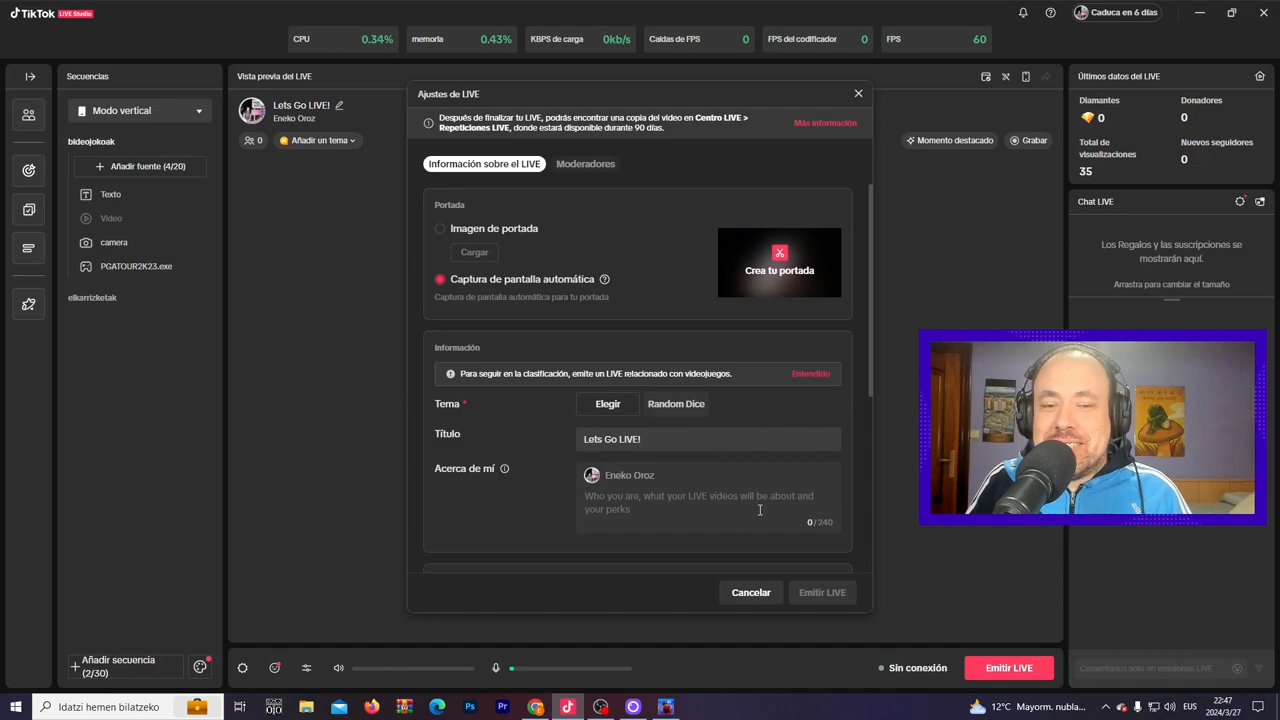 TikTok LIVE Studio
Caduca en 6 días
CPU 0.34%
memoria 0.43%
KBPS de carga 0kb/s
Caídas de FPS 0
FPS del codificador 0
FPS 60
Secuencias
Modo vertical
bideojokoak
Añadir fuente (4/20)
Texto
Video
camera
PGATOUR2K23.exe
elkarrizketak
Añadir secuencia
(2/30)
Vista previa del LIVE
Lets Go LIVE!
Eneko Oroz
0
Añadir un tema
Momento destacado
Grabar
Ajustes de LIVE
Después de finalizar tu LIVE, podrás encontrar una copia del video en Centro LIVE >
Repeticiones LIVE, donde estará disponible durante 90 días.
Más información
Información sobre el LIVE
Moderadores
Portada
Imagen de portada
Cargar
Captura de pantalla automática
Captura de pantalla automática para tu portada
Crea tu portada
Información
Para seguir en la clasificación, emite un LIVE relacionado con videojuegos.
Entendido
Tema *
Elegir
Random Dice
Título
Lets Go LIVE!
Acerca de mí
Eneko Oroz
Who you are, what your LIVE videos will be about and
your perks
0/240
Cancelar
Emitir LIVE
Sin conexión
Emitir LIVE
Últimos datos del LIVE
Diamantes
0
Donadores
0
Total de
visualizaciones
35
Nuevos seguidores
0
Chat LIVE
Los Regalos y las suscripciones se
mostrarán aquí.
Arrastra para cambiar el tamaño
Comentarios solo en emisiones LIVE
Idatzi hemen bilatzeko
12°C Mayorm. nubla...
EU
22:47
2024/3/27